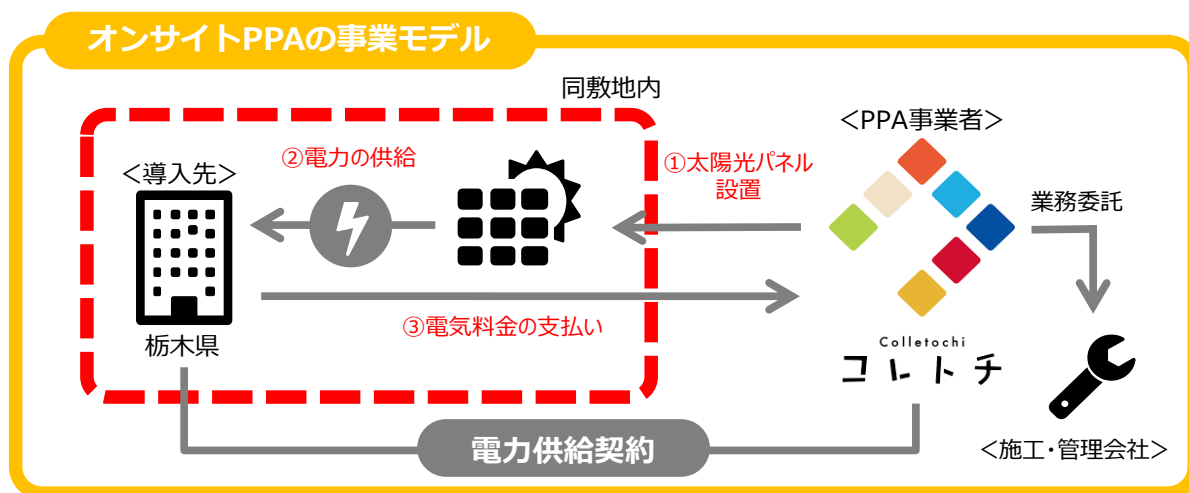 オンサイトPPAの事業モデル
同敷地内
＜PPA事業者＞
＜導入先＞
②電力の供給
①太陽光パネル
設置
業務委託
③電気料金の支払い
栃木県
Colletochi
コレトチ
電力供給契約
＜施工・管理会社＞